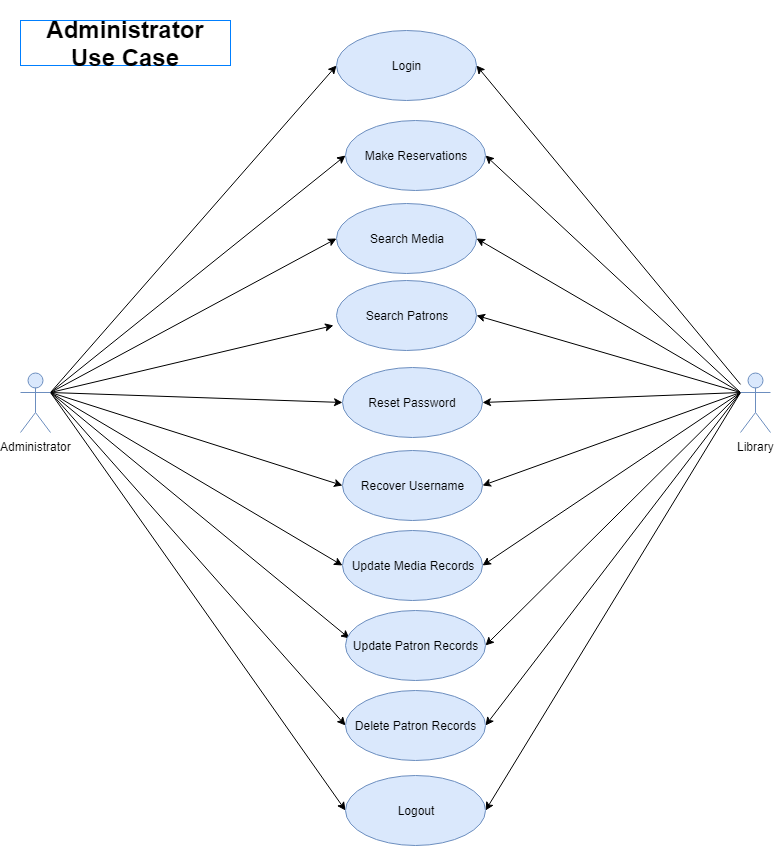 Administrator
Use Case
Login
Make Reservations
Search Media
Search Patrons
Reset Password
Administrator
Library
Recover Username
Update Media Records
Update Patron Records
Delete Patron Records
Logout